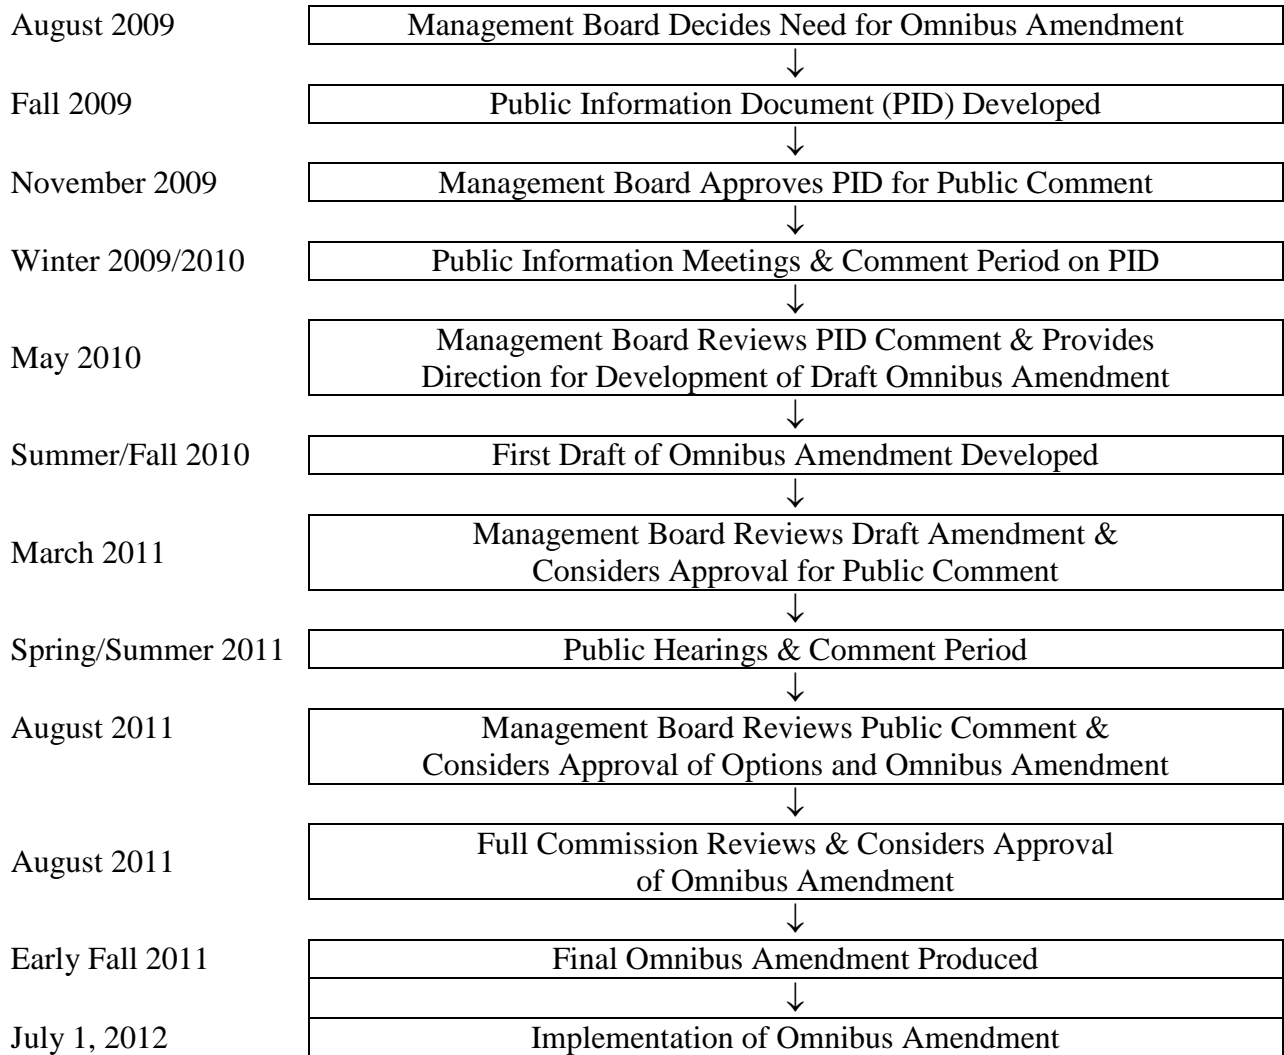 August 2009 Management Board Decides Need for Omnibus Amendment
↓
Fall 2009 Public Information Document (PID) Developed
↓
November 2009 Management Board Approves PID for Public Comment
↓
Winter 2009/2010 Public Information Meetings & Comment Period on PID
↓
May 2010 Management Board Reviews PID Comment & Provides
Direction for Development of Draft Omnibus Amendment
↓
Summer/Fall 2010 First Draft of Omnibus Amendment Developed
↓
March 2011 Management Board Reviews Draft Amendment &
Considers Approval for Public Comment
↓
Spring/Summer 2011 Public Hearings & Comment Period
↓
August 2011 Management Board Reviews Public Comment &
Considers Approval of Options and Omnibus Amendment
↓
August 2011 Full Commission Reviews & Considers Approval
of Omnibus Amendment
↓
Early Fall 2011 Final Omnibus Amendment Produced
↓
July 1, 2012 Implementation of Omnibus Amendment